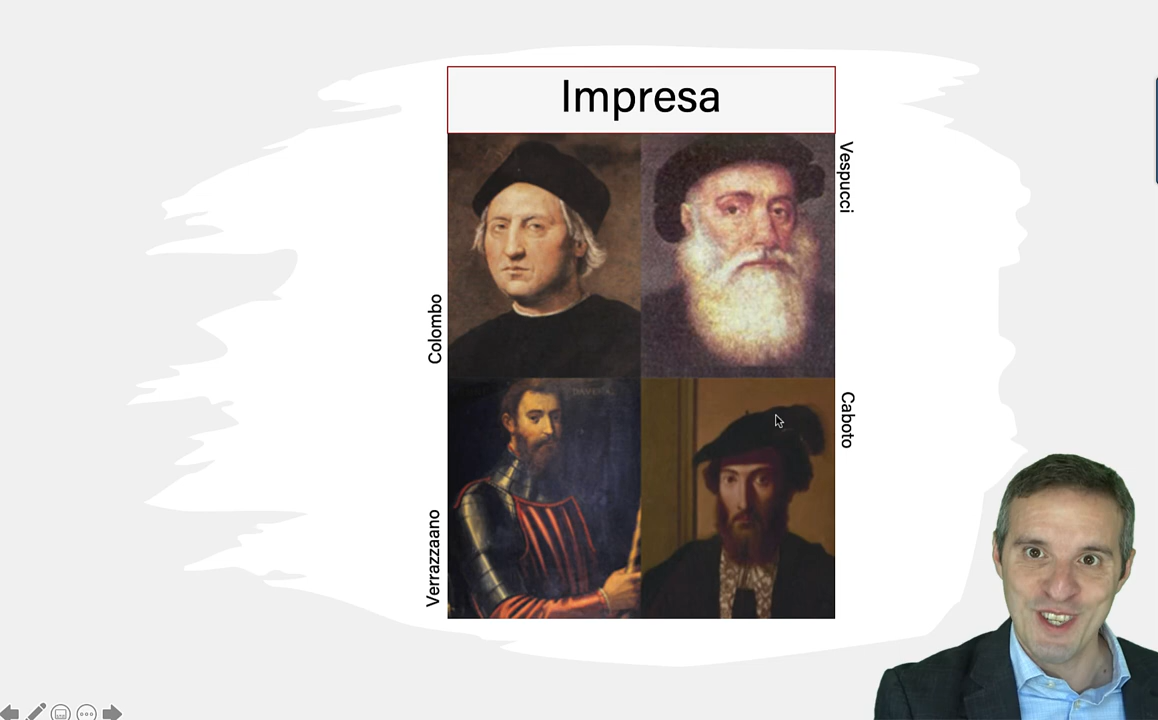 Impresa
Colombo
Vespucci
Verrazzaano
Caboto